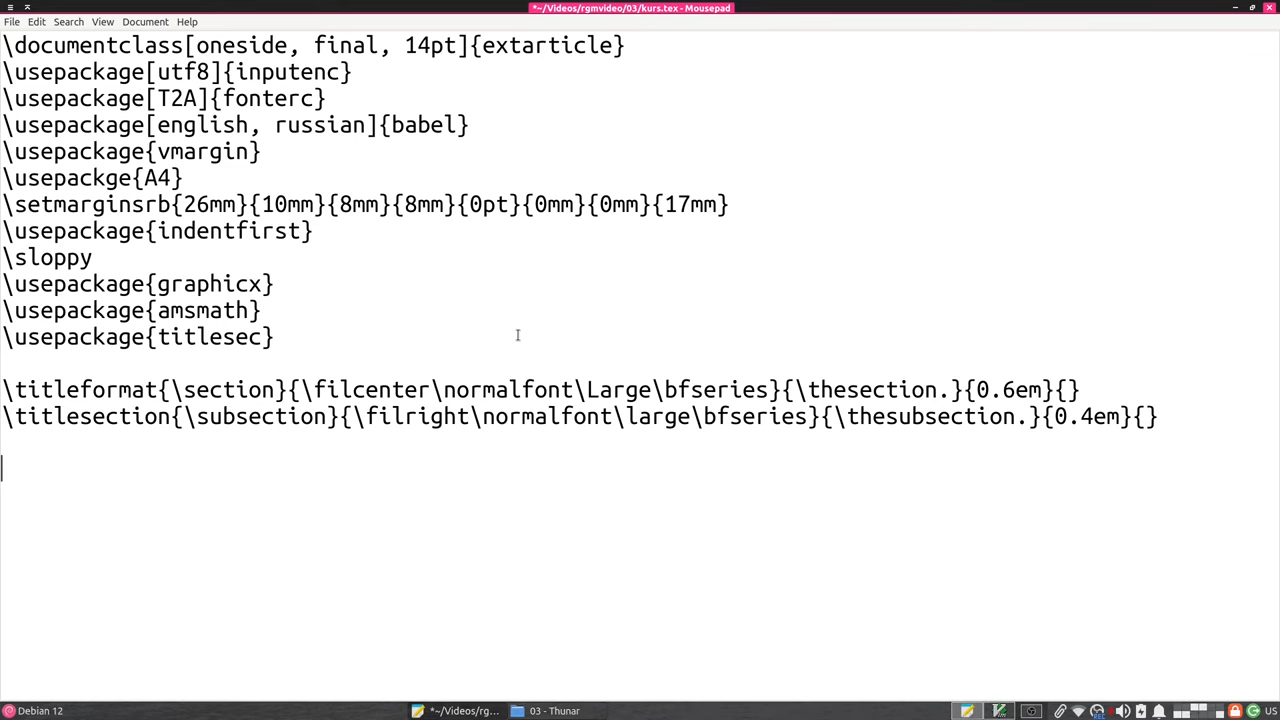 *~/Videos/rgmvideo/03/kurs.tex - Mousepad
File Edit Search View Document Help
\documentclass[oneside, final, 14pt]{extarticle}
\usepackage[utf8]{inputenc}
\usepackage[T2A]{fonterc}
\usepackage[english, russian]{babel}
\usepackage{vmargin}
\usepackge{A4}
\setmarginsrb{26mm}{10mm}{8mm}{8mm}{0pt}{0mm}{0mm}{17mm}
\usepackage{indentfirst}
\sloppy
\usepackage{graphicx}
\usepackage{amsmath}
\usepackage{titlesec}
\titleformat{\section}{\filcenter\normalfont\Large\bfseries}{\thesection.}{0.6em}{}
\titlesection{\subsection}{\filright\normalfont\large\bfseries}{\thesubsection.}{0.4em}{}
Debian 12 *~/Videos/rg... 03 - Thunar US